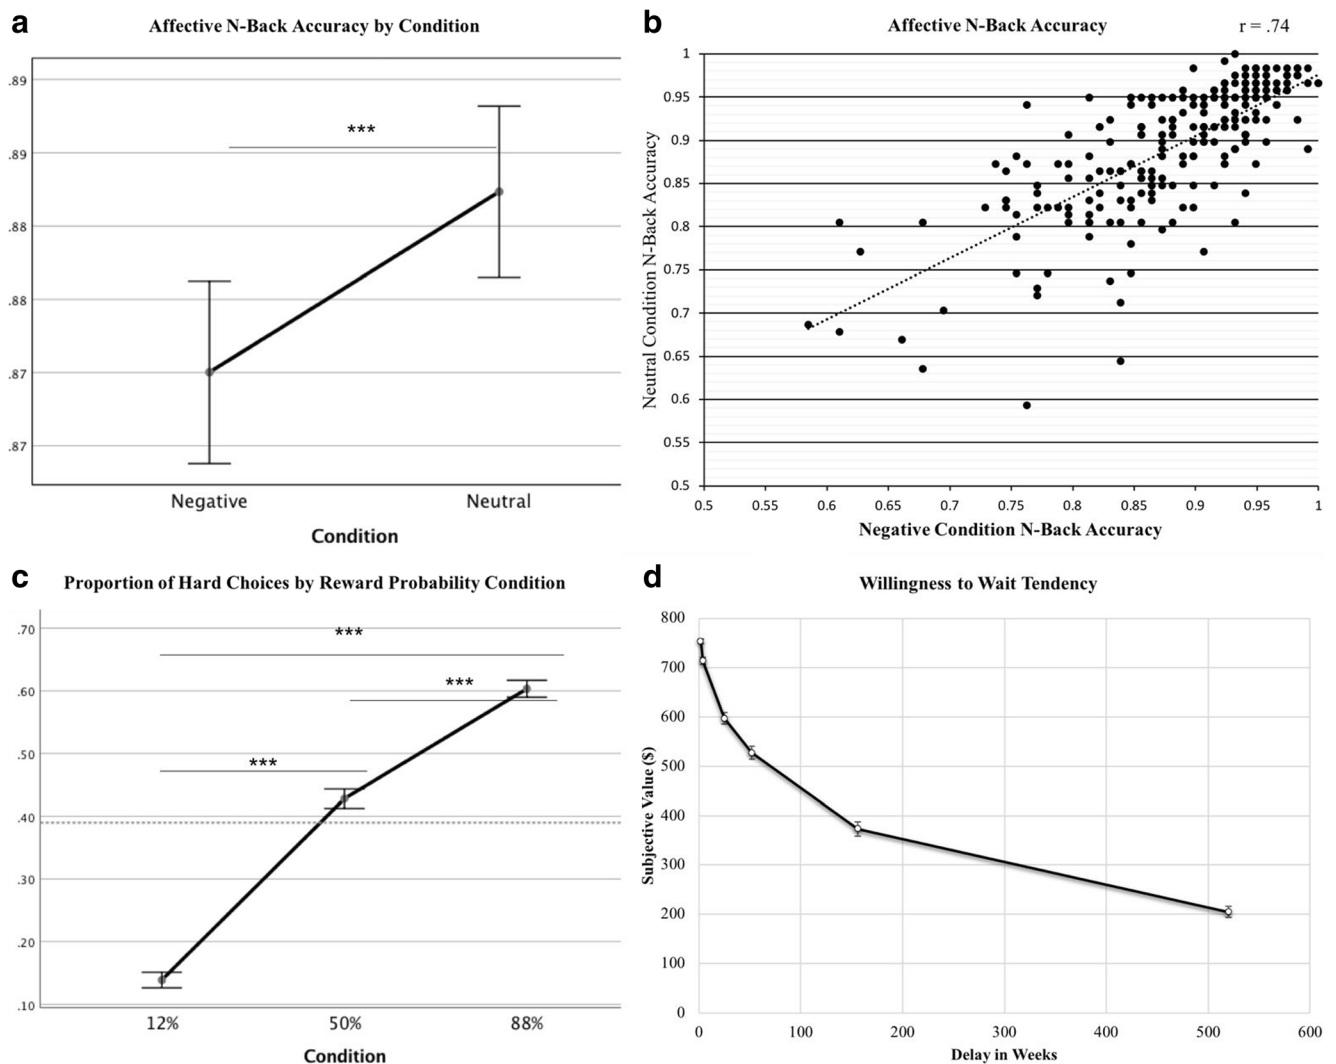 a
Affective N-Back Accuracy by Condition
.89
.89
.88
.88
.87
.87
***
Negative
Neutral
Condition
b
Affective N-Back Accuracy
r = .74
Neutral Condition N-Back Accuracy
1
0.95
0.9
0.85
0.8
0.75
0.7
0.65
0.6
0.55
0.5
0.5 0.55 0.6 0.65 0.7 0.75 0.8 0.85 0.9 0.95 1
Negative Condition N-Back Accuracy
c
Proportion of Hard Choices by Reward Probability Condition
.70
.60
.50
.40
.30
.20
.10
***
***
***
12% 50% 88%
Condition
d
Willingness to Wait Tendency
Subjective Value ($)
800
700
600
500
400
300
200
100
0
0 100 200 300 400 500 600
Delay in Weeks